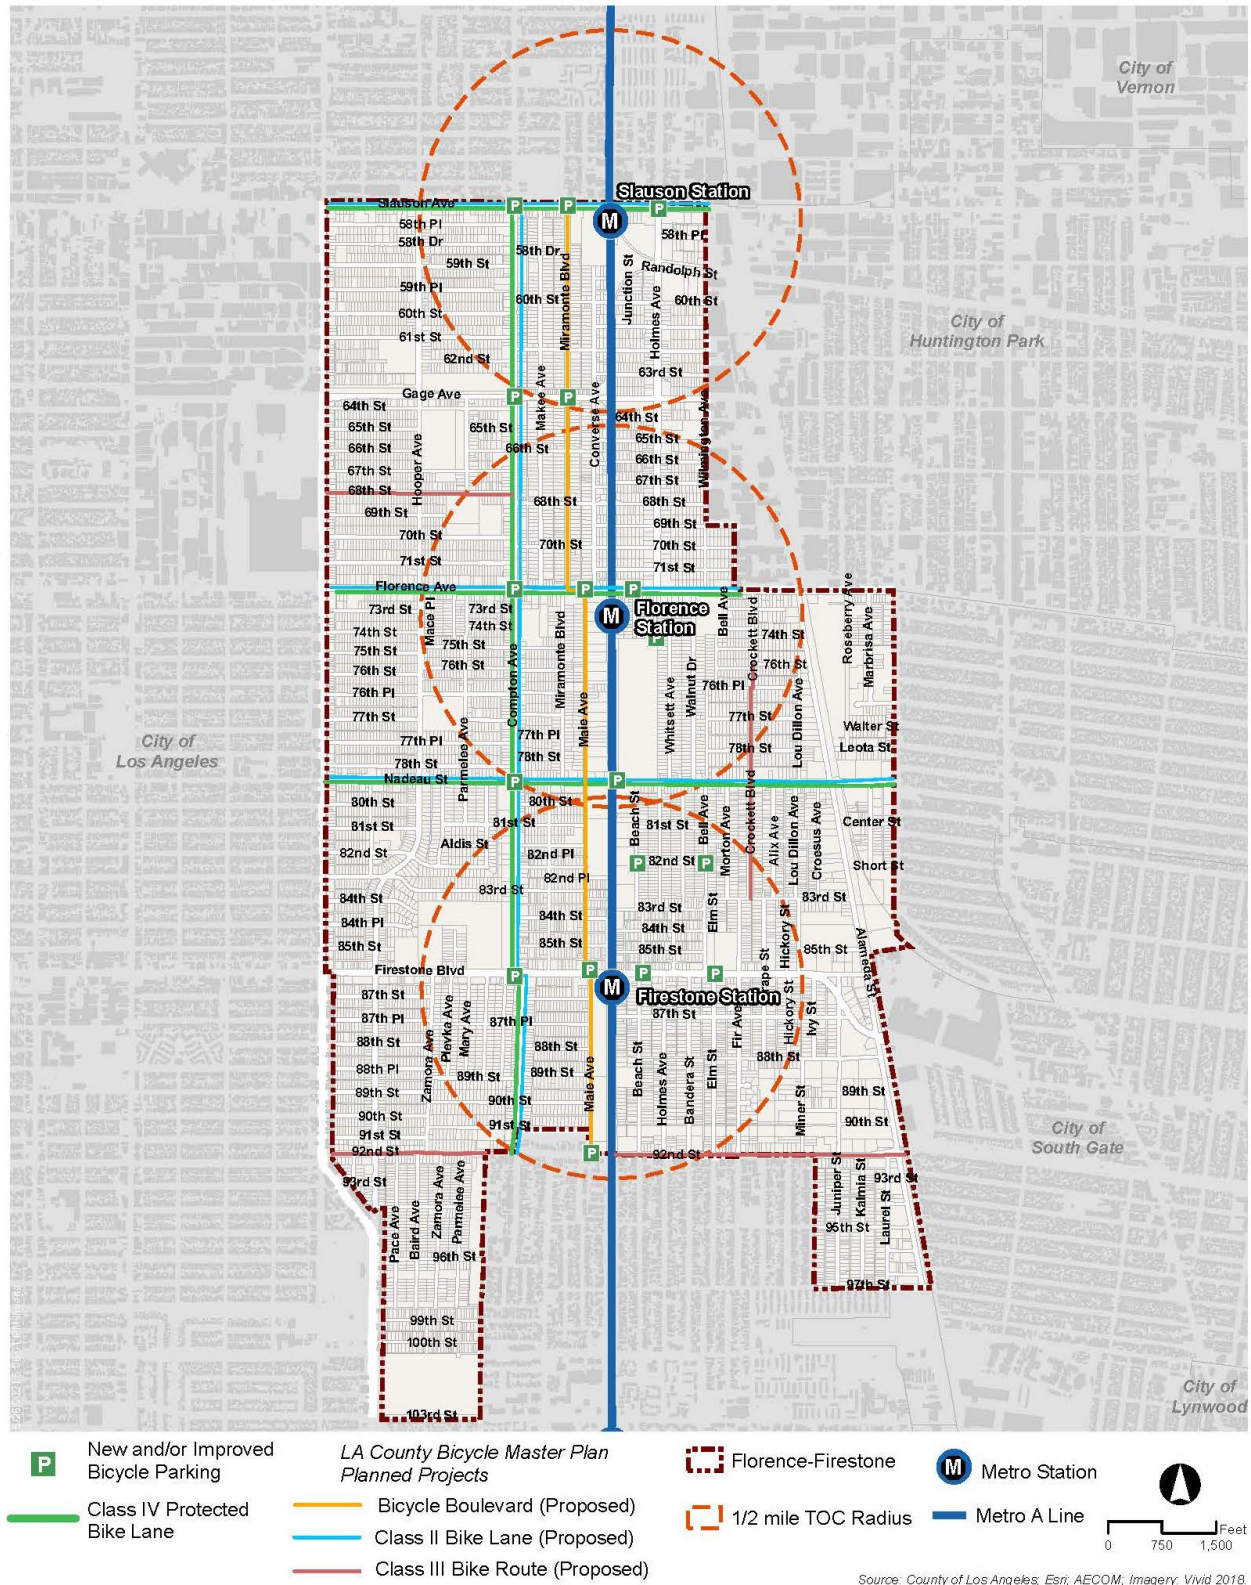 City of
Vernon
Slauson Station
Slauson Ave
58th Pl
58th Dr
58th Pl
58th Dr
59th St
Randolph St
59th Pl
60th St
60th St
60th St
Miramonte Blvd
Junction St
Holmes Ave
City of
Huntington Park
61st St
62nd St
63rd St
Makee Ave
Converse Ave
Gage Ave
64th St
64th St
Wilmington Ave
65th St
65th St
65th St
66th St
66th St
66th St
Hooper Ave
67th St
67th St
68th St
68th St
68th St
69th St
69th St
70th St
70th St
70th St
71st St
71st St
Florence Ave
Florence
Station
73rd St
73rd St
Mace Pl
74th St
74th St
74th St
75th St
75th St
76th St
76th St
76th St
76th Pl
76th Pl
Bell Ave
Crockett Blvd
Roseberry Ave
Marbrisa Ave
Compton Ave
Miramonte Blvd
Maie Ave
Whitsett Ave
Walnut Dr
Lou Dillon Ave
77th St
77th St
Walter St
City of
Los Angeles
77th Pl
77th Pl
Leota St
78th St
78th St
78th St
Parmelee Ave
Nadeau St
80th St
80th St
81st St
81st St
81st St
Beach St
Bell Ave
Morton Ave
Crockett Blvd
Alix Ave
Lou Dillon Ave
Croesus Ave
Center St
Aldis St
82nd St
82nd Pl
82nd St
Short St
82nd Pl
83rd St
83rd St
83rd St
84th St
84th St
84th St
84th Pl
Elm St
Hickory St
85th St
85th St
85th St
85th St
Alameda St
Firestone Blvd
Firestone Station
87th St
87th St
87th Pl
87th Pl
Plevka Ave
Mary Ave
Zamora Ave
Fir Ave
Hickory St
Ivy St
88th St
88th St
88th St
88th Pl
89th St
89th St
89th St
89th St
Maie Ave
Beach St
Holmes Ave
Bandera St
Elm St
Miner St
90th St
90th St
90th St
91st St
91st St
92nd St
92nd St
City of
South Gate
93rd St
93rd St
Pace Ave
Baird Ave
Zamora Ave
Parmelee Ave
Juniper St
Kalmia St
Laurel St
95th St
96th St
97th St
99th St
100th St
103rd St
City of
Lynwood
P
New and/or Improved
Bicycle Parking
Class IV Protected
Bike Lane
LA County Bicycle Master Plan
Planned Projects
Bicycle Boulevard (Proposed)
Class II Bike Lane (Proposed)
Class III Bike Route (Proposed)
Florence-Firestone
1/2 mile TOC Radius
M
Metro Station
Metro A Line
Feet
0 750 1,500
Source: County of Los Angeles; Esri; AECOM; Imagery: Vivid 2018